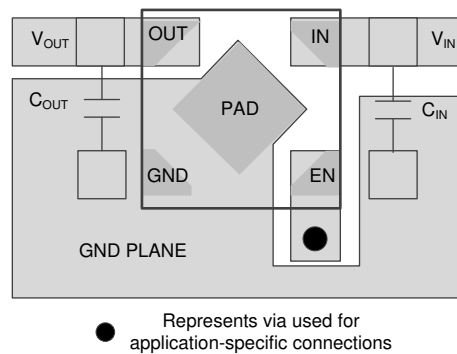 VOUT
OUT
IN
VIN
COUT
PAD
CIN
GND
EN
GND PLANE
Represents via used for
application-specific connections